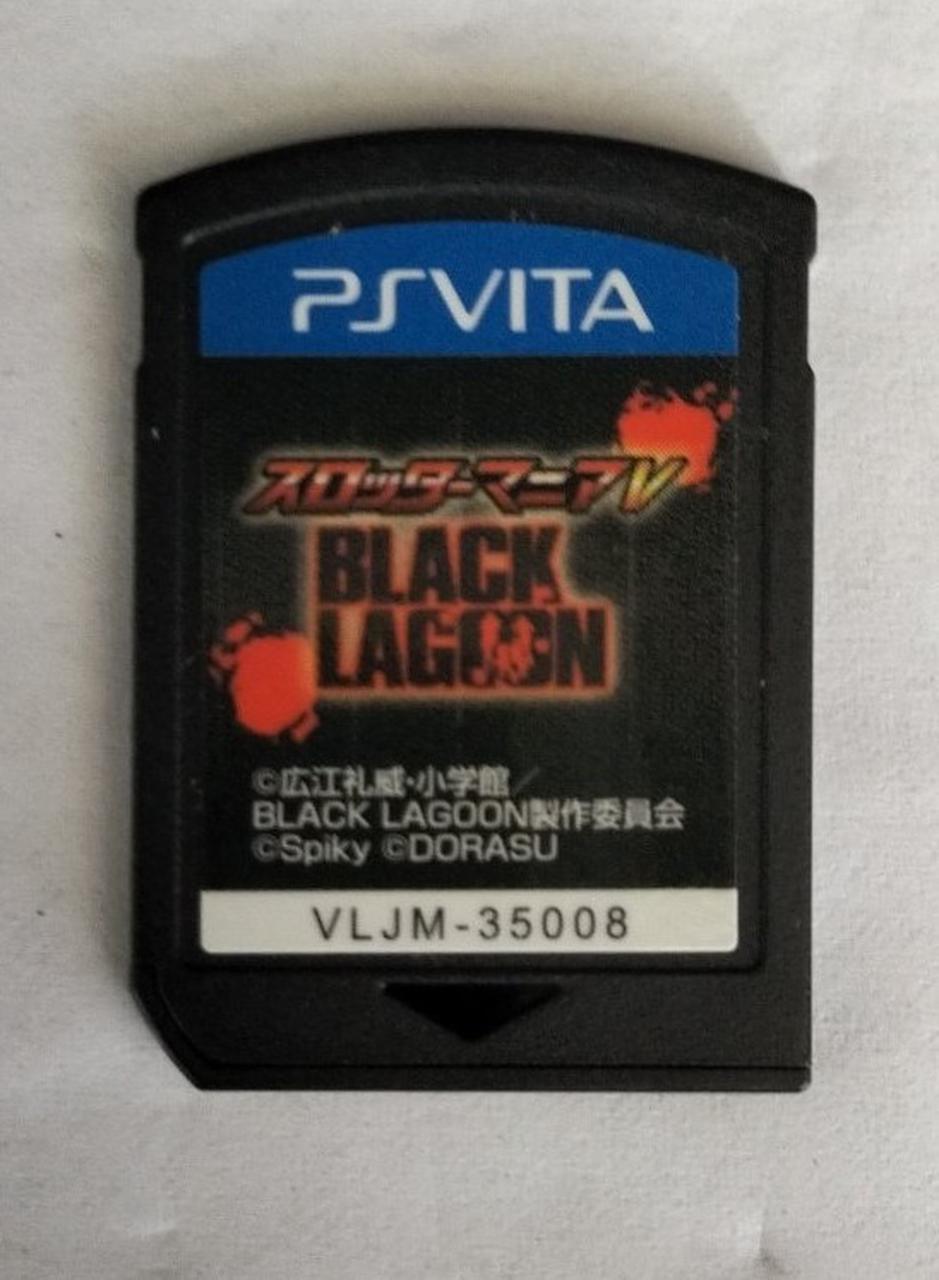 PSVITA
スロッターマニアV
BLACK
LAGOON
©広江礼威・小学館／
BLACK LAGOON製作委員会
©Spiky ©DORASU
VLJM-35008